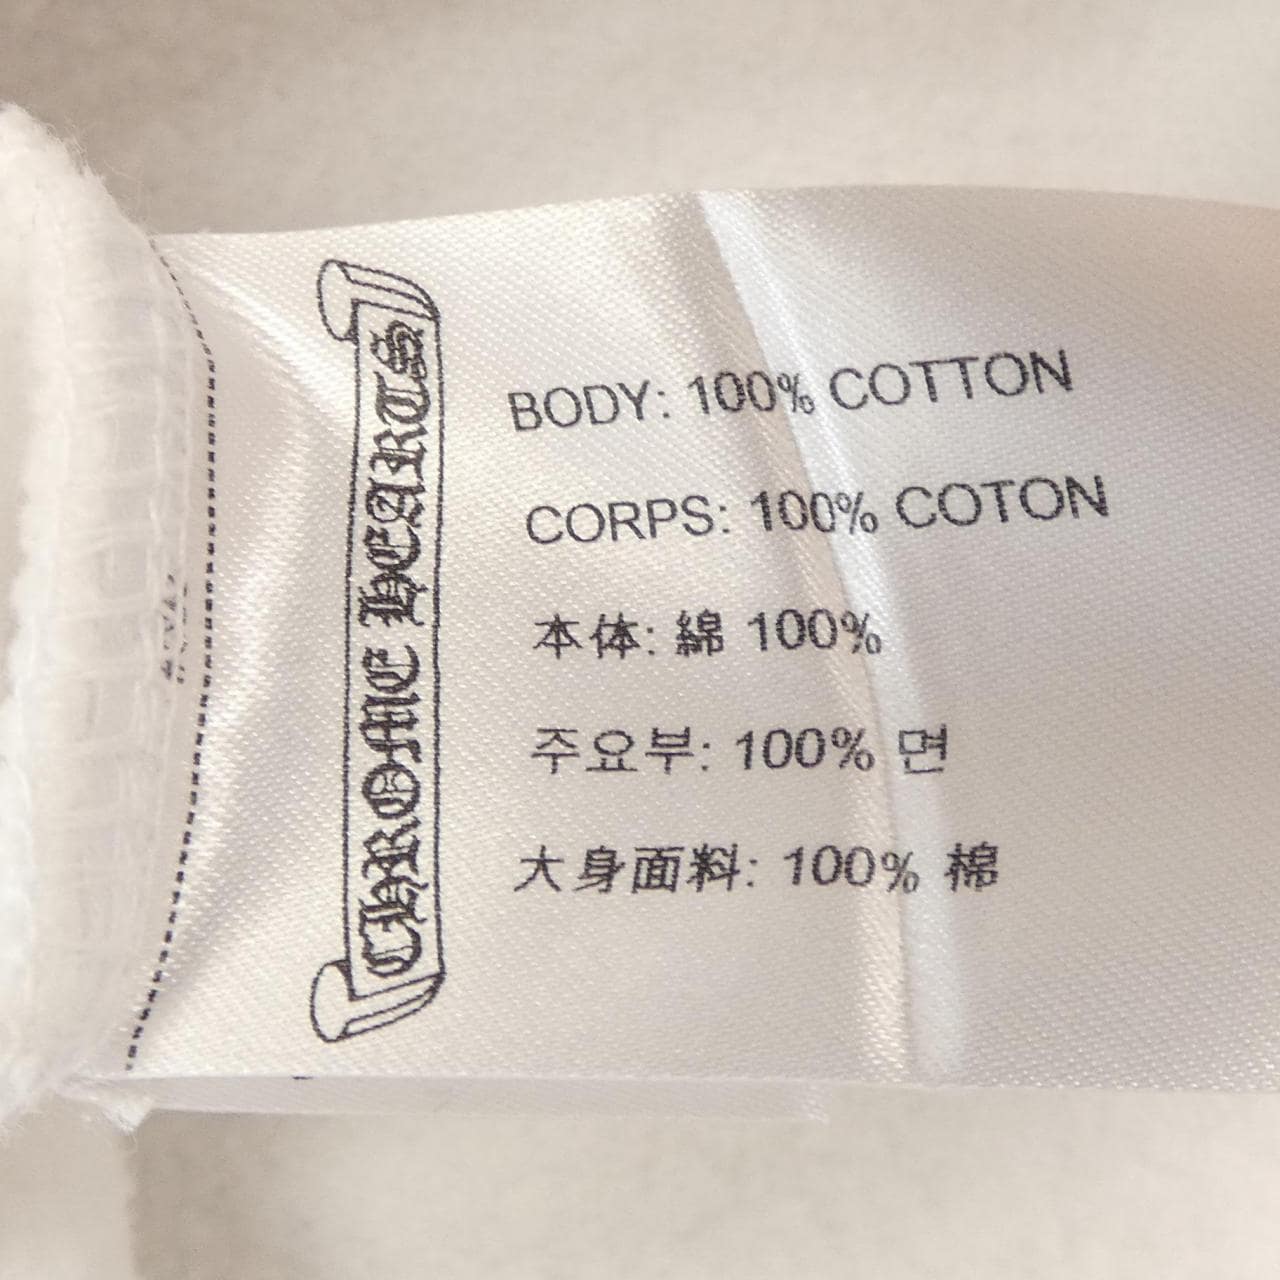 CHROME HEARTS
BODY: 100% COTTON
CORPS: 100% COTON
本体: 綿 100%
주요부: 100% 면
大身面料: 100% 棉